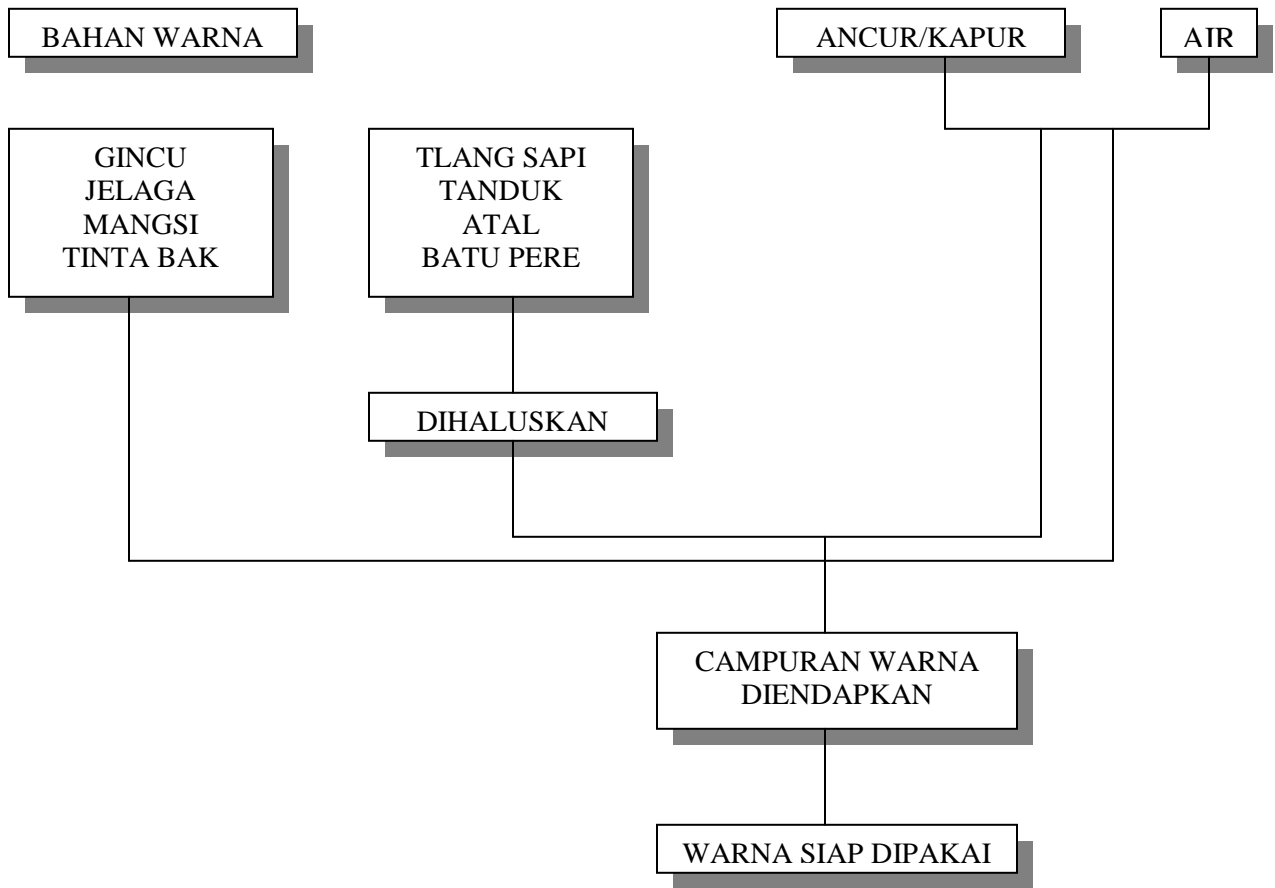 BAHAN WARNA
ANCUR/KAPUR
AIR
GINCU
JELAGA
MANGSI
TINTA BAK
TLANG SAPI
TANDUK
ATAL
BATU PERE
DIHALUSKAN
CAMPURAN WARNA
DIENDAPKAN
WARNA SIAP DIPAKAI